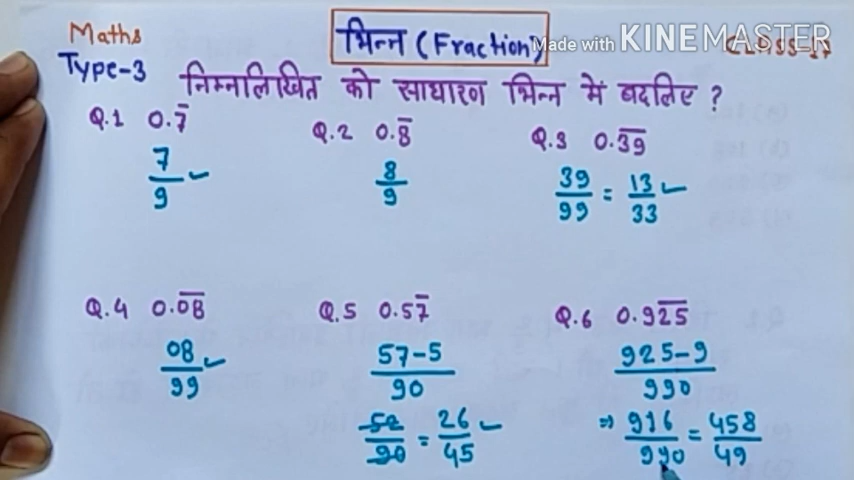 Maths
भिन्न (Fraction)
Made with KINEMASTER
Type-3
निम्नलिखित को साधारण भिन्न में बदलिए ?
Q.1 0.7̅
7/9
Q.2 0.8̅
8/9
Q.3 0.3̅9̅
39/99 = 13/33
Q.4 0.0̅8̅
08/99
Q.5 0.57̅
57-5/90
52/90 = 26/45
Q.6 0.92̅5̅
925-9/990
⇒ 916/990 = 458/49